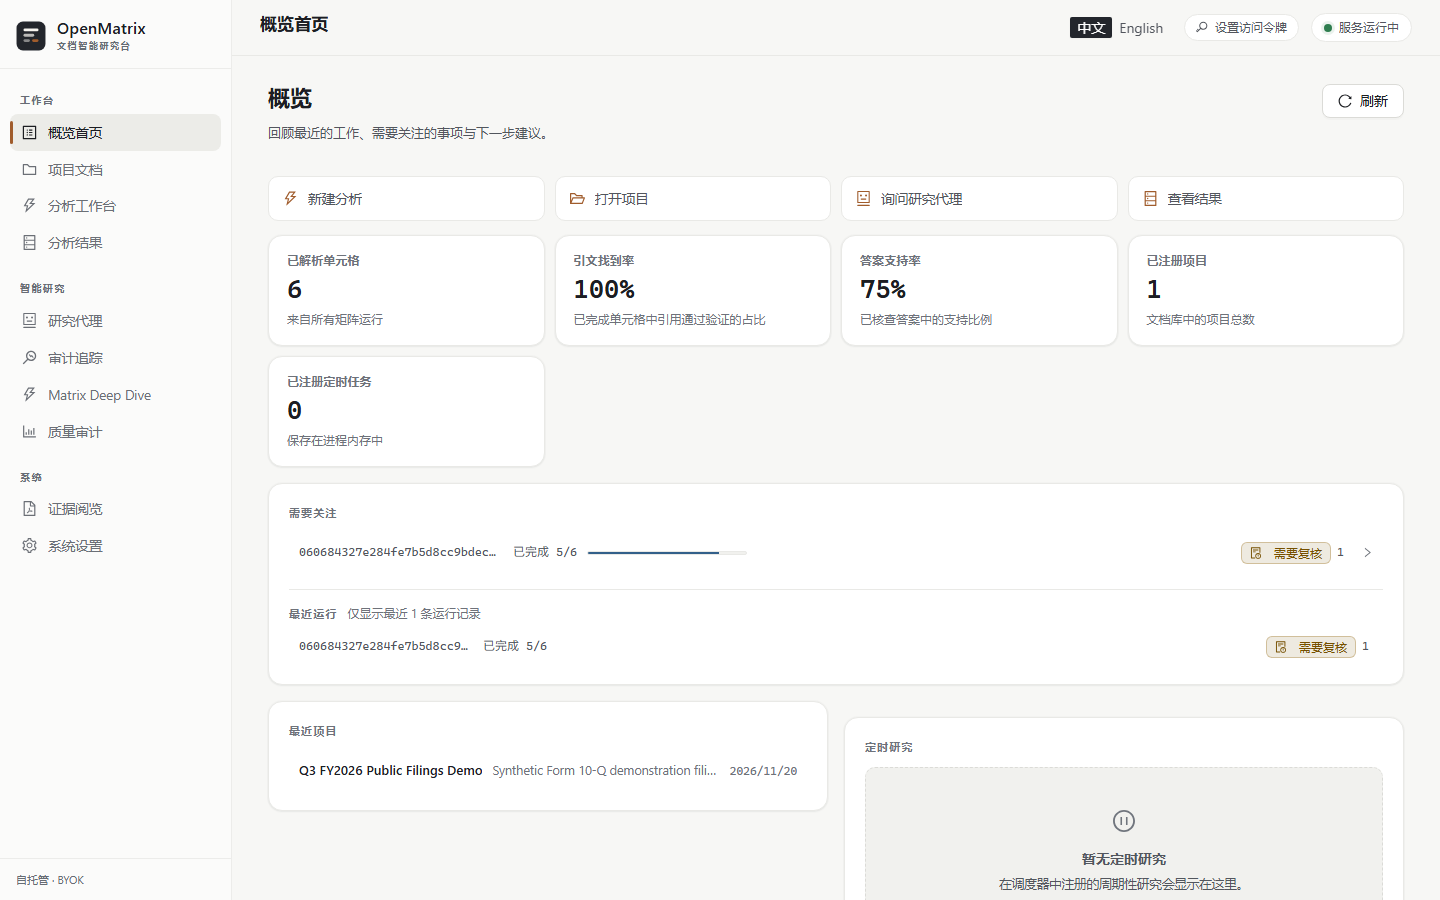 OpenMatrix
文档智能研究台
工作台
概览首页
项目文档
分析工作台
分析结果
智能研究
研究代理
审计追踪
Matrix Deep Dive
质量审计
系统
证据阅览
系统设置
自托管 · BYOK
概览首页
中文 English 设置访问令牌 服务运行中
概览
回顾最近的工作、需要关注的事项与下一步建议。
刷新
新建分析 打开项目 询问研究代理 查看结果
已解析单元格
6
来自所有矩阵运行
引文找到率
100%
已完成单元格中引用通过验证的占比
答案支持率
75%
已核查答案中的支持比例
已注册项目
1
文档库中的项目总数
已注册定时任务
0
保存在进程内存中
需要关注
060684327e284fe7b5d8cc9bdec… 已完成 5/6 需要复核 1
最近运行 仅显示最近 1 条运行记录
060684327e284fe7b5d8cc9… 已完成 5/6 需要复核 1
最近项目
Q3 FY2026 Public Filings Demo Synthetic Form 10-Q demonstration fili… 2026/11/20
定时研究
暂无定时研究
在调度器中注册的周期性研究会显示在这里。